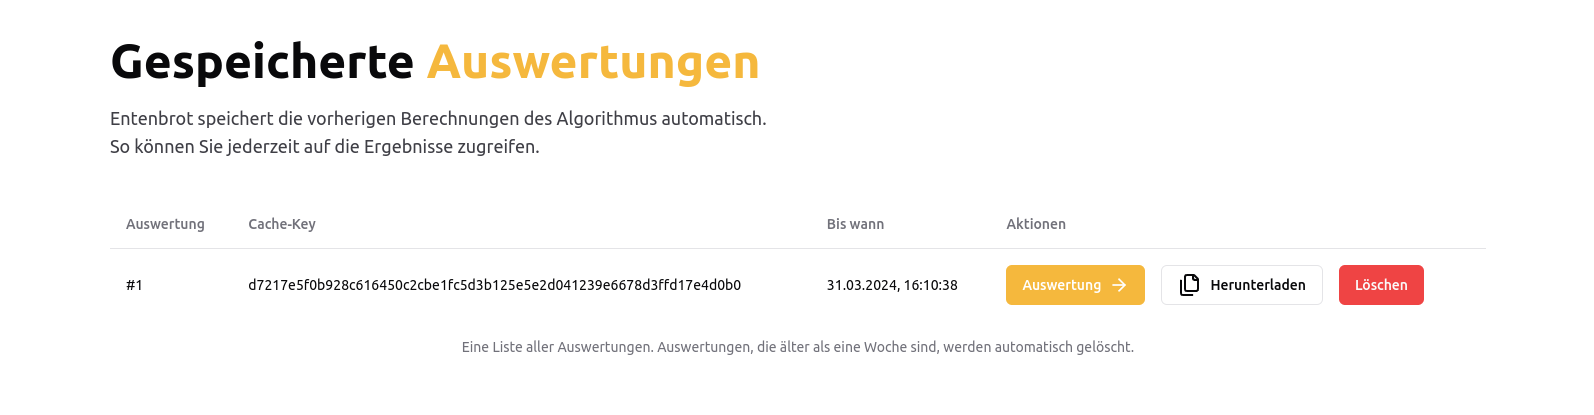 Gespeicherte Auswertungen
Entenbrot speichert die vorherigen Berechnungen des Algorithmus automatisch.
So können Sie jederzeit auf die Ergebnisse zugreifen.
Auswertung Cache-Key Bis wann Aktionen
#1 d7217e5f0b928c616450c2cbe1fc5d3b125e5e2d041239e6678d3ffd17e4d0b0 31.03.2024, 16:10:38 Auswertung Herunterladen Löschen
Eine Liste aller Auswertungen. Auswertungen, die älter als eine Woche sind, werden automatisch gelöscht.